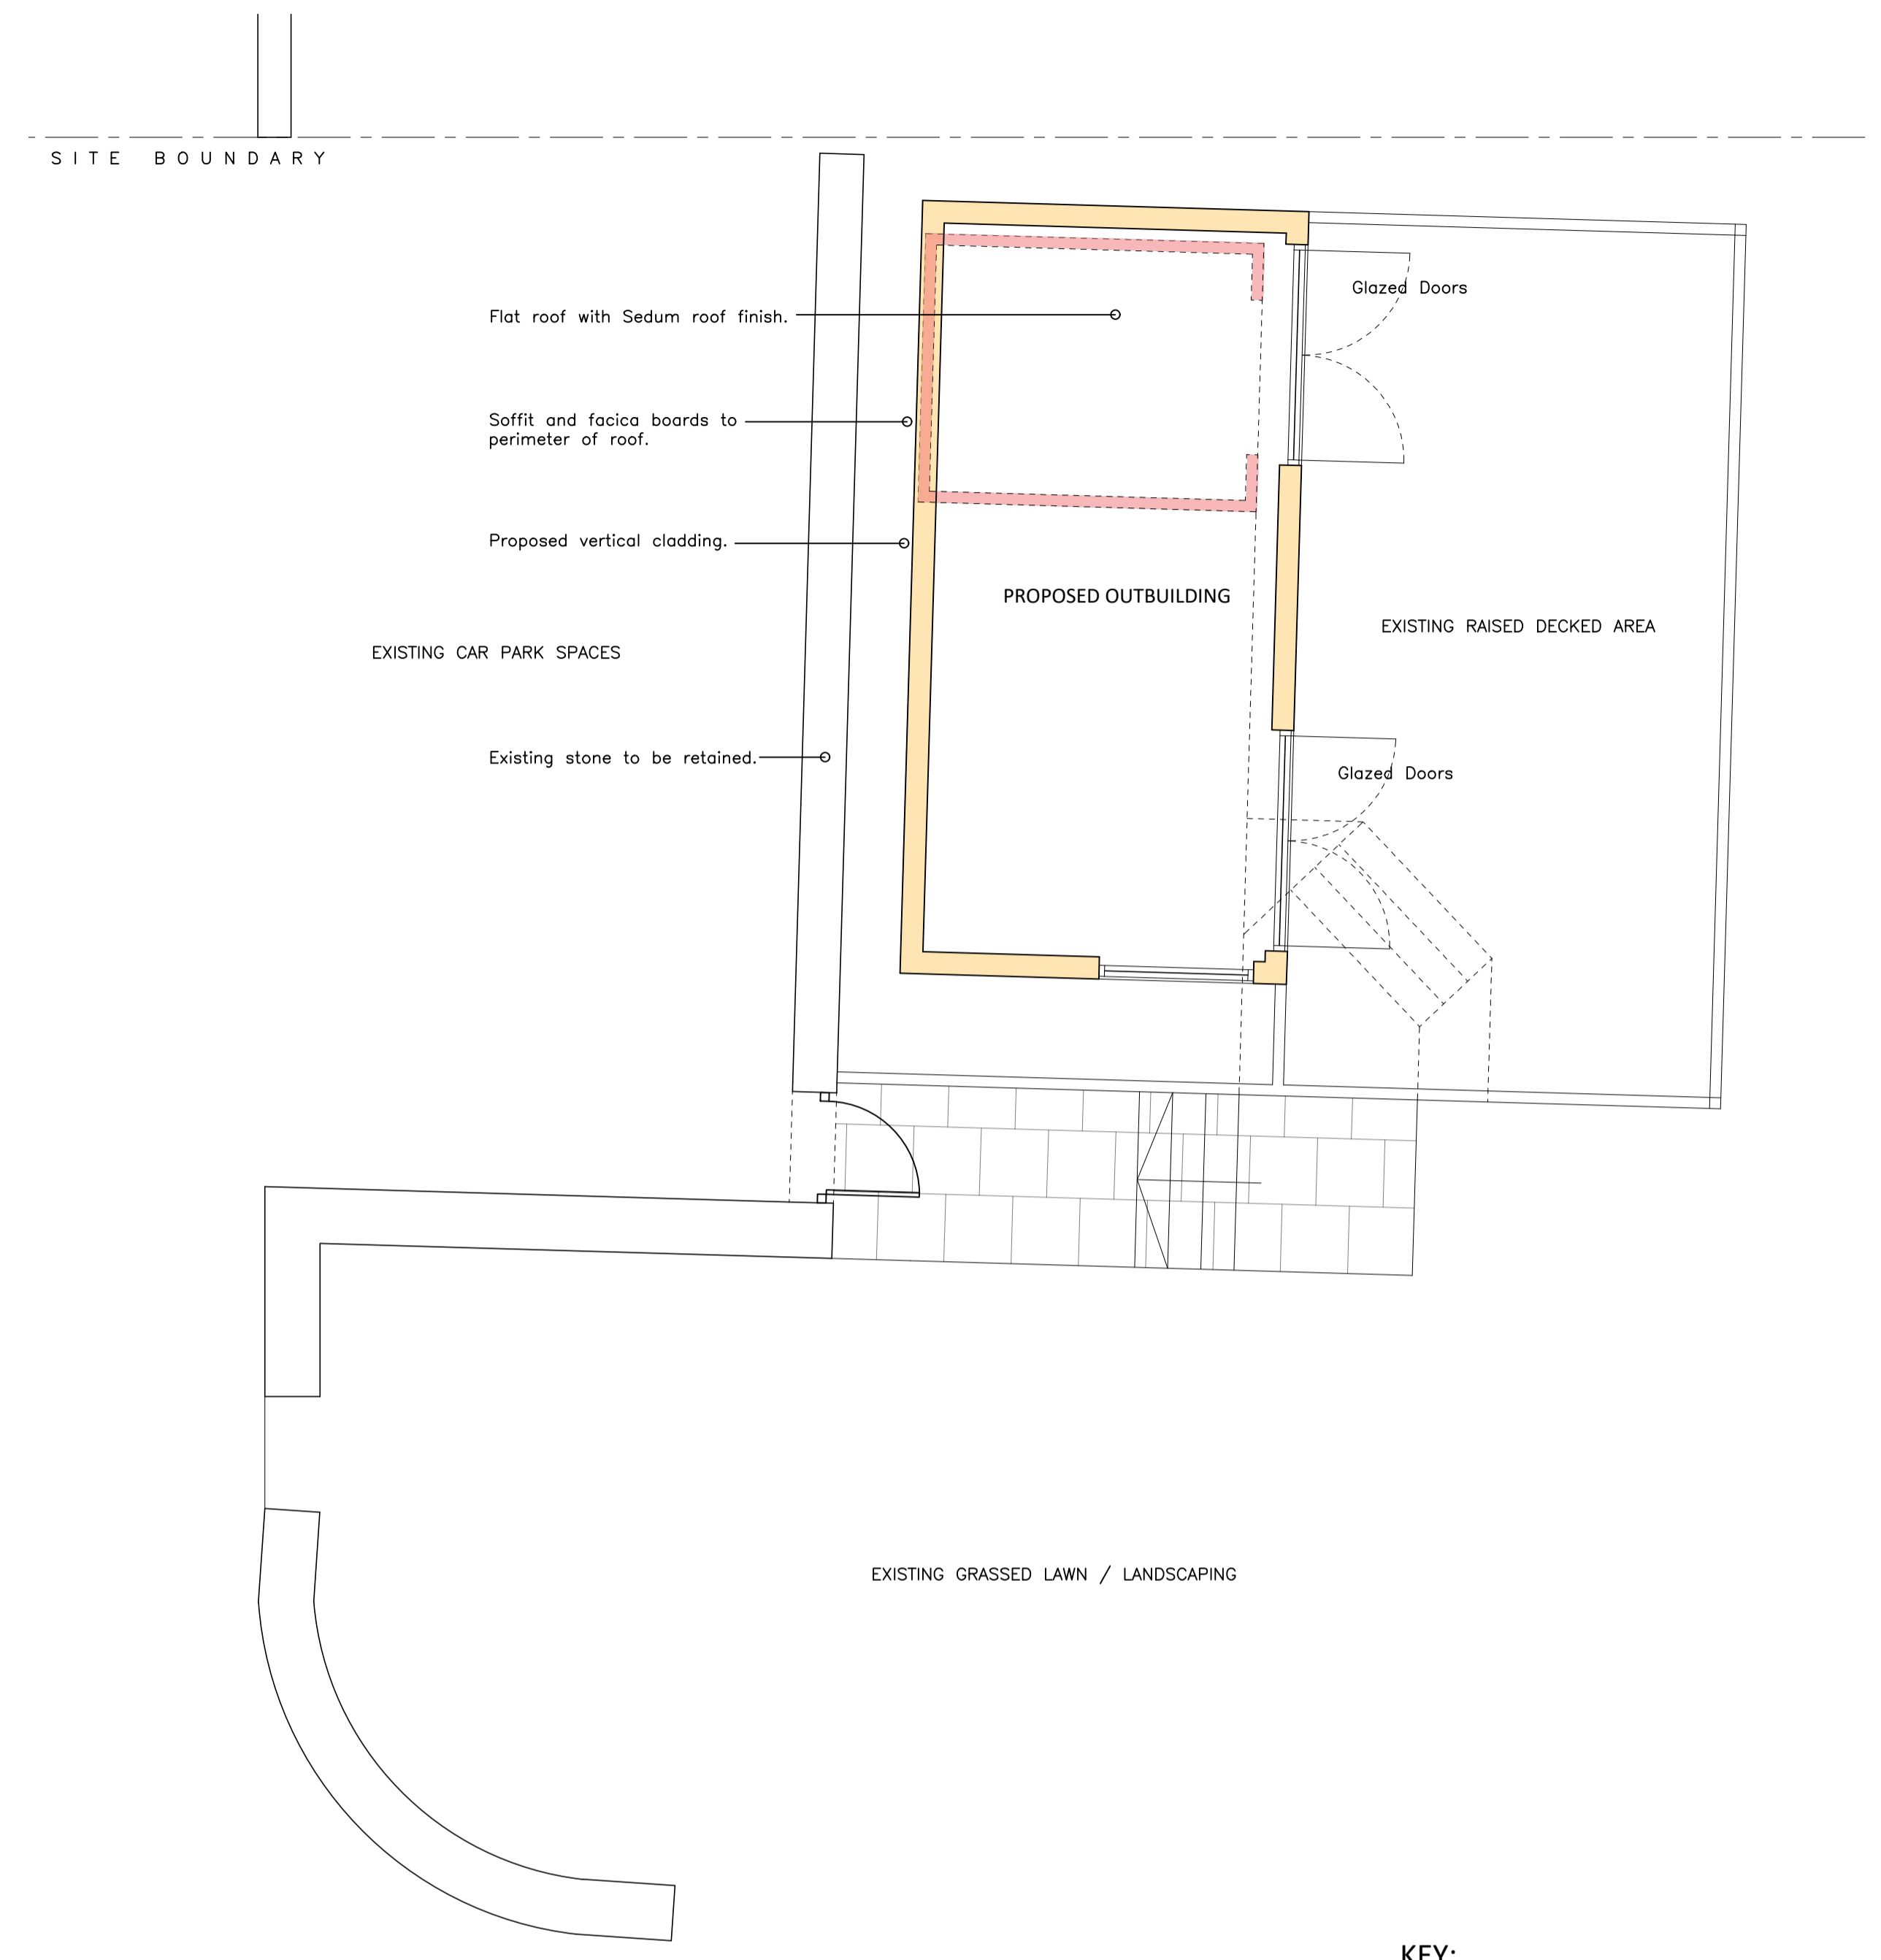 SITE BOUNDARY
Glazed Doors
Flat roof with Sedum roof finish.
Soffit and facica boards to
perimeter of roof.
Proposed vertical cladding.
PROPOSED OUTBUILDING
EXISTING RAISED DECKED AREA
EXISTING CAR PARK SPACES
Existing stone to be retained.
Glazed Doors
EXISTING GRASSED LAWN / LANDSCAPING
KEY: